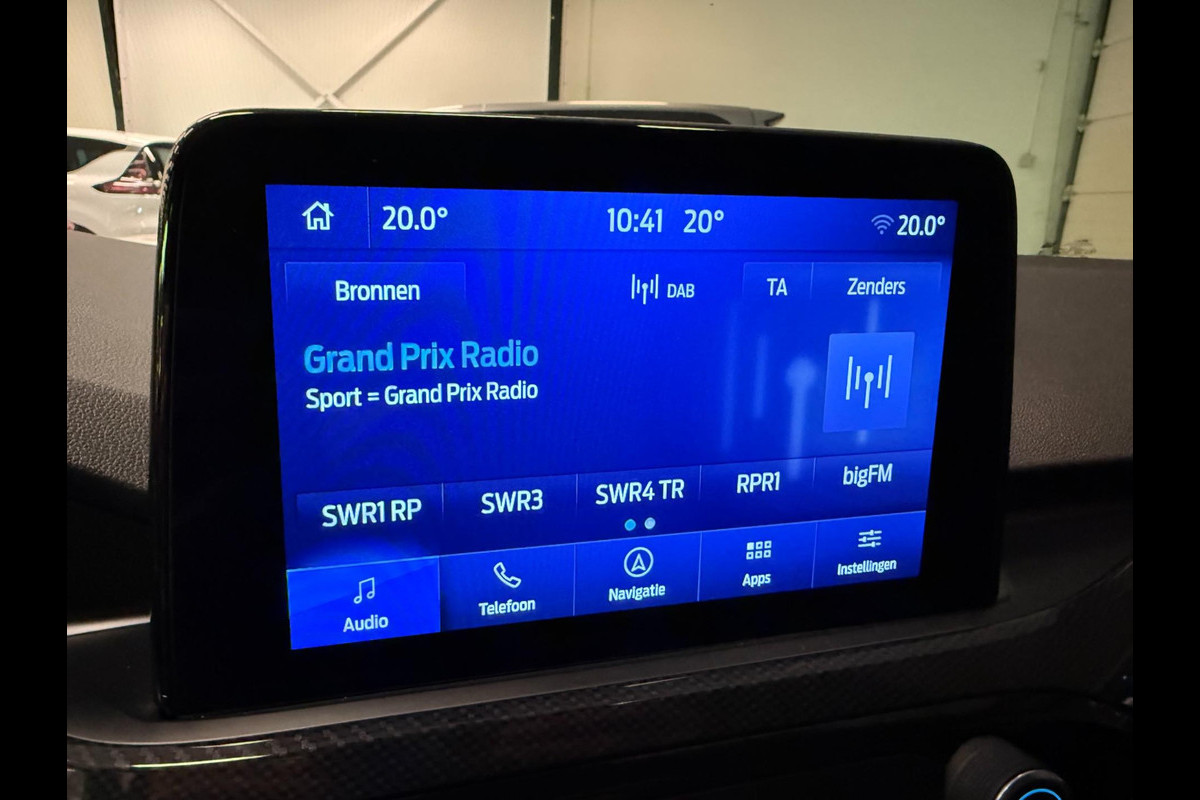 20.0° 10:41 20° 20.0°
Bronnen DAB TA Zenders
Grand Prix Radio
Sport = Grand Prix Radio
SWR1 RP SWR3 SWR4 TR RPR1 bigFM
Audio Telefoon Navigatie Apps Instellingen